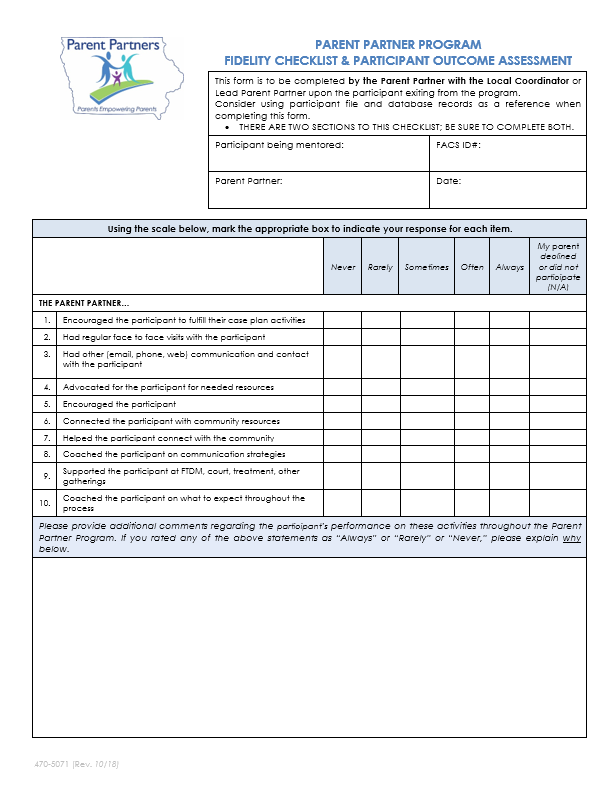 Parent Partners
Parents Empowering Parents
PARENT PARTNER PROGRAM
FIDELITY CHECKLIST & PARTICIPANT OUTCOME ASSESSMENT
This form is to be completed by the Parent Partner with the Local Coordinator or
Lead Parent Partner upon the participant exiting from the program.
Consider using participant file and database records as a reference when
completing this form.
• THERE ARE TWO SECTIONS TO THIS CHECKLIST; BE SURE TO COMPLETE BOTH.
Participant being mentored:
FACS ID#:
Parent Partner:
Date:
Using the scale below, mark the appropriate box to indicate your response for each item.
Never
Rarely
Sometimes
Often
Always
My parent
declined
or did not
participate
(N/A)
THE PARENT PARTNER…
1. Encouraged the participant to fulfill their case plan activities
2. Had regular face to face visits with the participant
3. Had other (email, phone, web) communication and contact
with the participant
4. Advocated for the participant for needed resources
5. Encouraged the participant
6. Connected the participant with community resources
7. Helped the participant connect with the community
8. Coached the participant on communication strategies
9. Supported the participant at FTDM, court, treatment, other
gatherings
10. Coached the participant on what to expect throughout the
process
Please provide additional comments regarding the participant's performance on these activities throughout the Parent
Partner Program. If you rated any of the above statements as “Always” or “Rarely” or “Never,” please explain why
below.
470-5071 (Rev. 10/18)